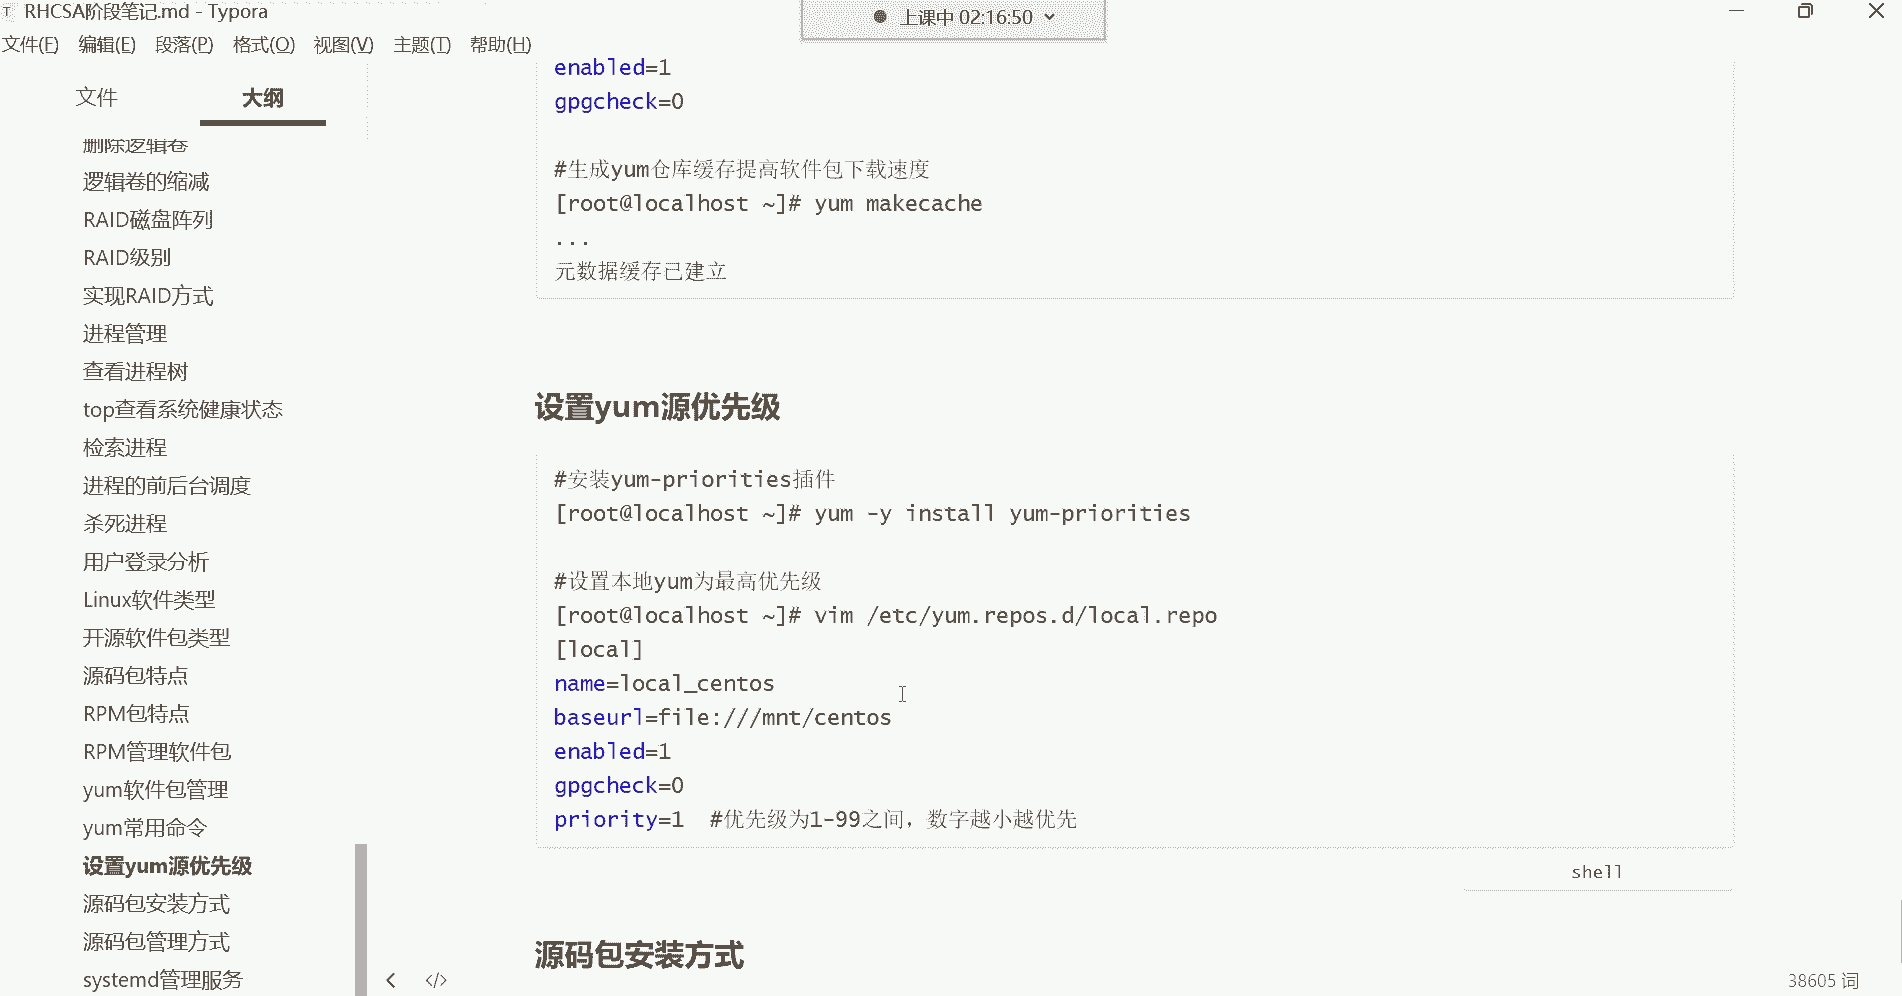 RHCSA阶段笔记.md - Typora
上课中 02:16:50
文件(F) 编辑(E) 段落(P) 格式(O) 视图(V) 主题(T) 帮助(H)
文件 大纲
删除逻辑卷
逻辑卷的缩减
RAID磁盘阵列
RAID级别
实现RAID方式
进程管理
查看进程树
top查看系统健康状态
检索进程
进程的前后台调度
杀死进程
用户登录分析
Linux软件类型
开源软件包类型
源码包特点
RPM包特点
RPM管理软件包
yum软件包管理
yum常用命令
设置yum源优先级
源码包安装方式
源码包管理方式
systemd管理服务
enabled=1
gpgcheck=0
#生成yum仓库缓存提高软件包下载速度
[root@localhost ~]# yum makecache
...
元数据缓存已建立
设置yum源优先级
#安装yum-priorities插件
[root@localhost ~]# yum -y install yum-priorities
#设置本地yum为最高优先级
[root@localhost ~]# vim /etc/yum.repos.d/local.repo
[local]
name=local_centos
baseurl=file:///mnt/centos
enabled=1
gpgcheck=0
priority=1  #优先级为1-99之间，数字越小越优先
shell
源码包安装方式
38605 词